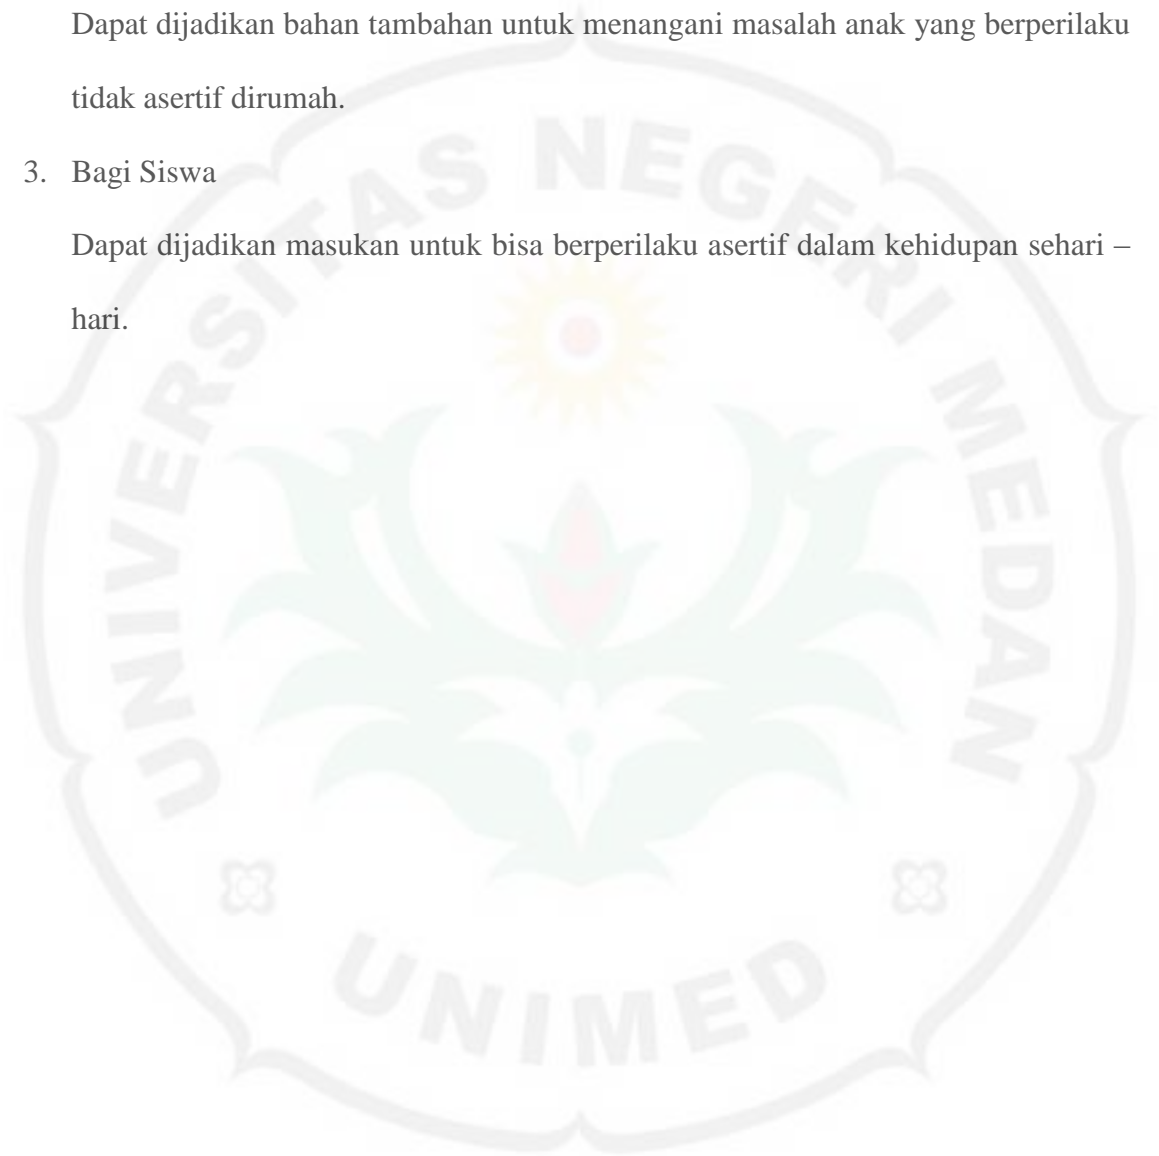 Dapat dijadikan bahan tambahan untuk menangani masalah anak yang berperilaku
tidak asertif dirumah.
3. Bagi Siswa
Dapat dijadikan masukan untuk bisa berperilaku asertif dalam kehidupan sehari –
hari.
UNIVERSITAS NEGERI MEDAN
UNIMED